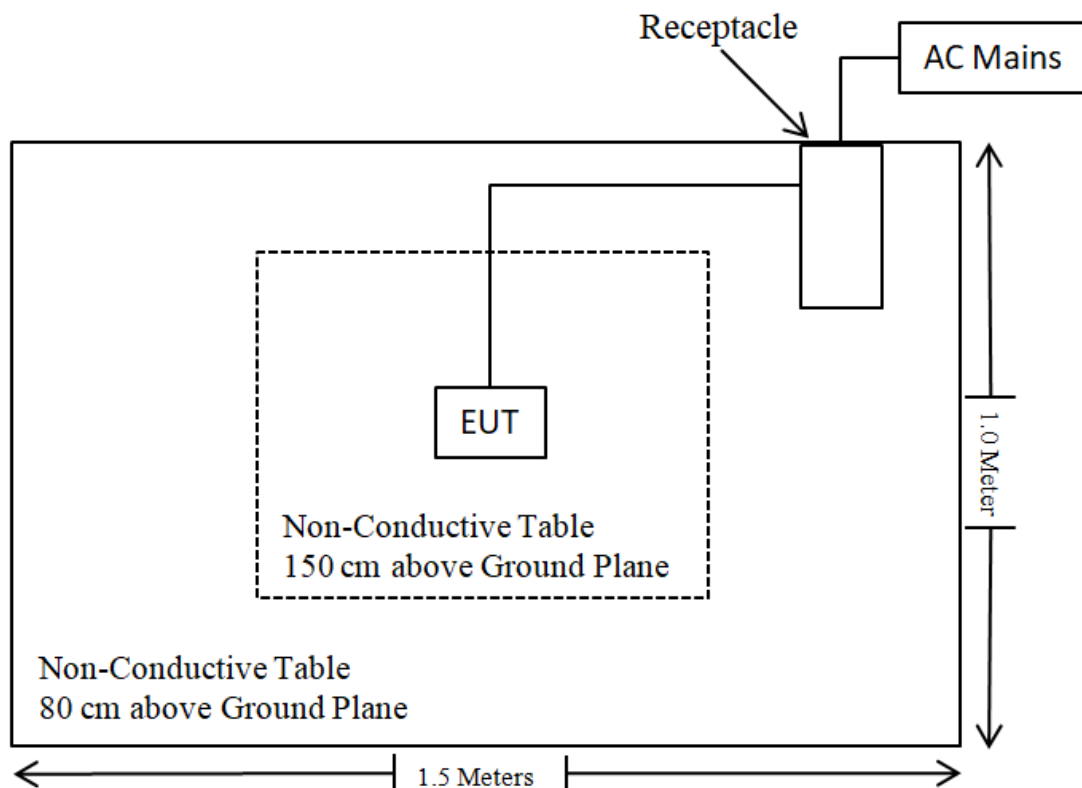 Receptacle
AC Mains
EUT
1.0 Meter
Non-Conductive Table
150 cm above Ground Plane
Non-Conductive Table
80 cm above Ground Plane
1.5 Meters